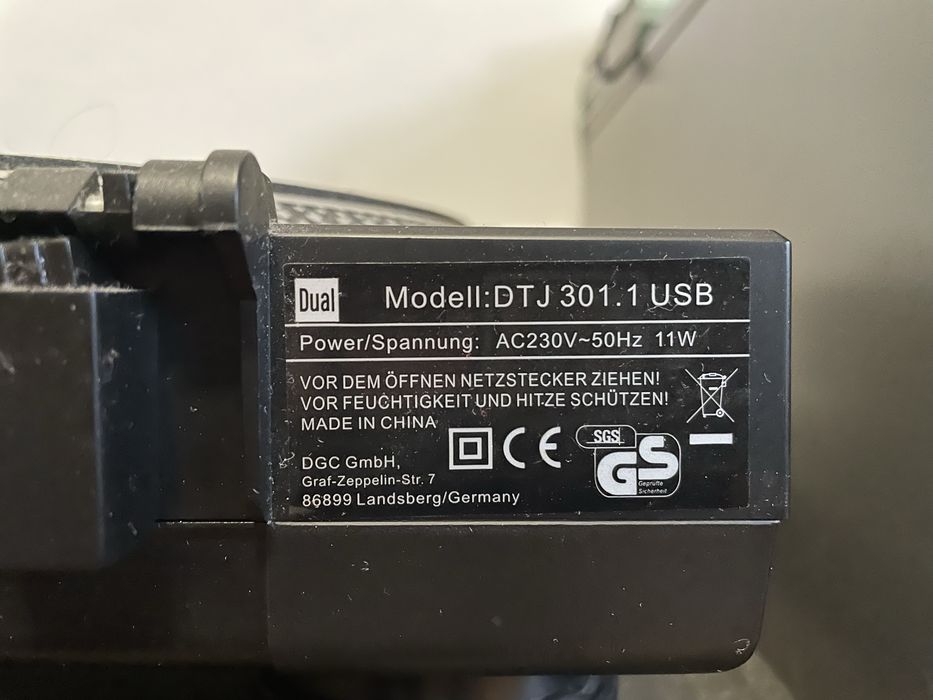 Dual
Modell:DTJ 301.1 USB
Power/Spannung: AC230V~50Hz 11W
VOR DEM ÖFFNEN NETZSTECKER ZIEHEN!
VOR FEUCHTIGKEIT UND HITZE SCHÜTZEN!
MADE IN CHINA
CE
SGS
GS
Geprüfte
Sicherheit
DGC GmbH,
Graf-Zeppelin-Str. 7
86899 Landsberg/Germany